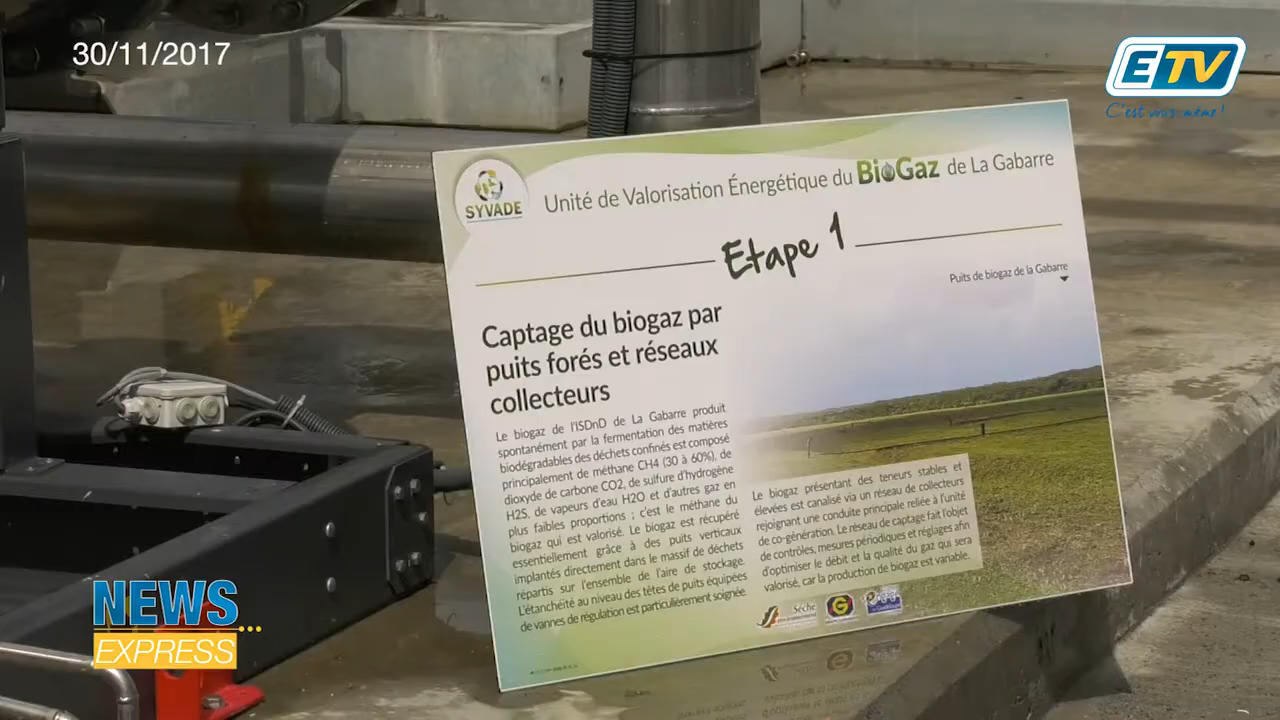 30/11/2017
ETV
C'est vous-même !
SYVADE
Unité de Valorisation Énergétique du BioGaz de La Gabarre
Etape 1
Puits de biogaz de la Gabarre
Captage du biogaz par
puits forés et réseaux
collecteurs
Le biogaz de l'ISDnD de La Gabarre produit
spontanément par la fermentation des matières
biodégradables des déchets confinés est composé
principalement de méthane CH4 (30 à 60%), de
dioxyde de carbone CO2, de sulfure d'hydrogène
H2S, de vapeurs d'eau H2O et d'autres gaz en
plus faibles proportions ; c'est le méthane du
biogaz qui est valorisé. Le biogaz est récupéré
essentiellement grâce à des puits verticaux
implantés directement dans le massif de déchets
répartis sur l'ensemble de l'aire de stockage.
L'étanchéité au niveau des têtes de puits équipées
de vannes de régulation est particulièrement soignée
Le biogaz présentant des teneurs stables et
élevées est canalisé via un réseau de collecteurs
rejoignant une conduite principale reliée à l'unité
de co-génération. Le réseau de captage fait l'objet
de contrôles, mesures périodiques et réglages afin
d'optimiser le débit et la qualité du gaz qui sera
valorisé, car la production de biogaz est variable.
Séché
G
NEWS...
EXPRESS